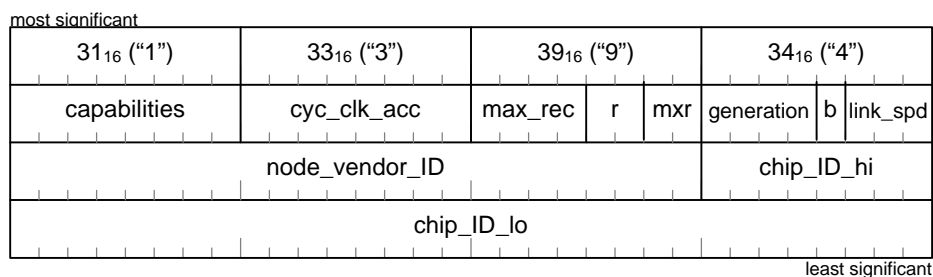 most significant
31₁₆ (“1”) 33₁₆ (“3”) 39₁₆ (“9”) 34₁₆ (“4”)
capabilities cyc_clk_acc max_rec r mxr generation b link_spd
node_vendor_ID chip_ID_hi
chip_ID_lo
least significant